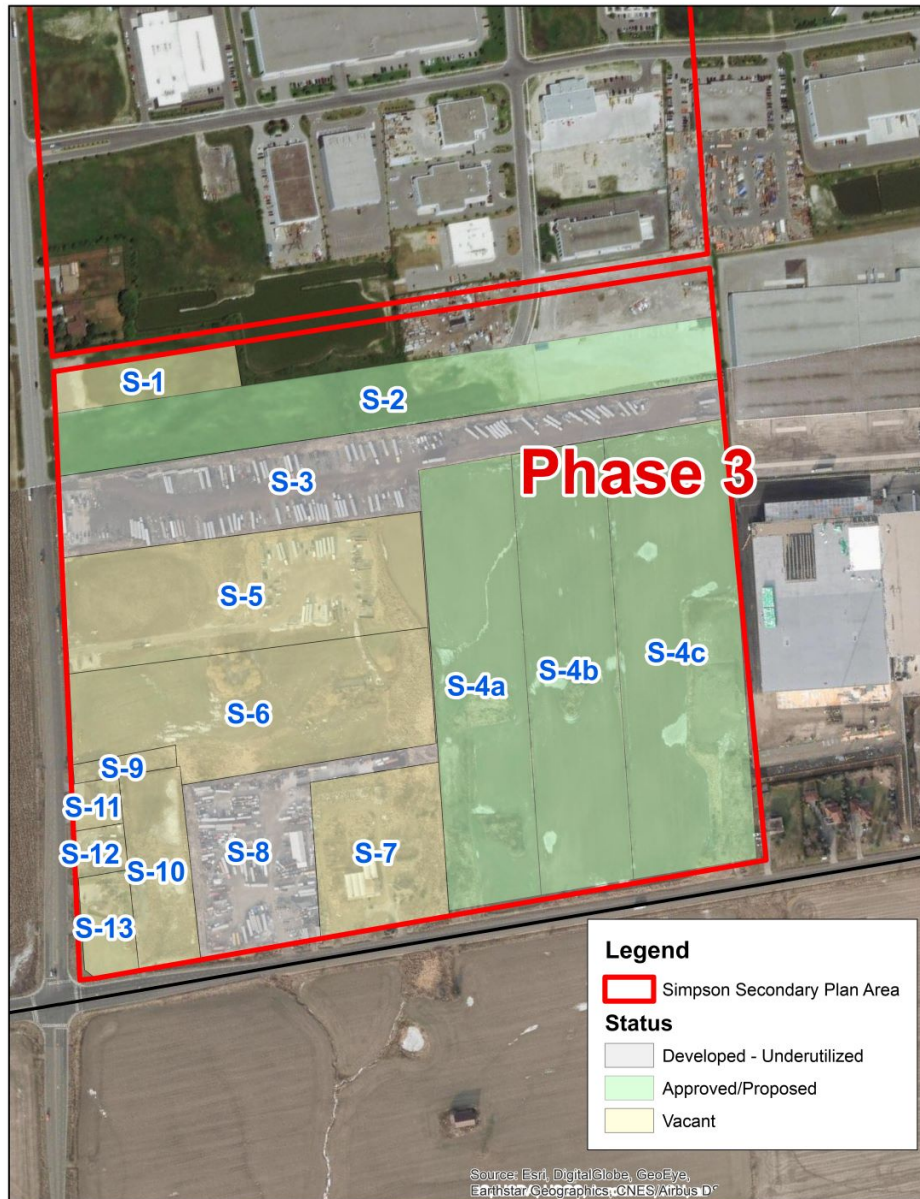 S-1
S-2
Phase 3
S-3
S-5
S-4a
S-4b
S-4c
S-6
S-9
S-11
S-12
S-10
S-8
S-7
S-13
Legend
Simpson Secondary Plan Area
Status
Developed - Underutilized
Approved/Proposed
Vacant
Source: Esri, DigitalGlobe, GeoEye,
Earthstar Geographics, CNES/Airbus